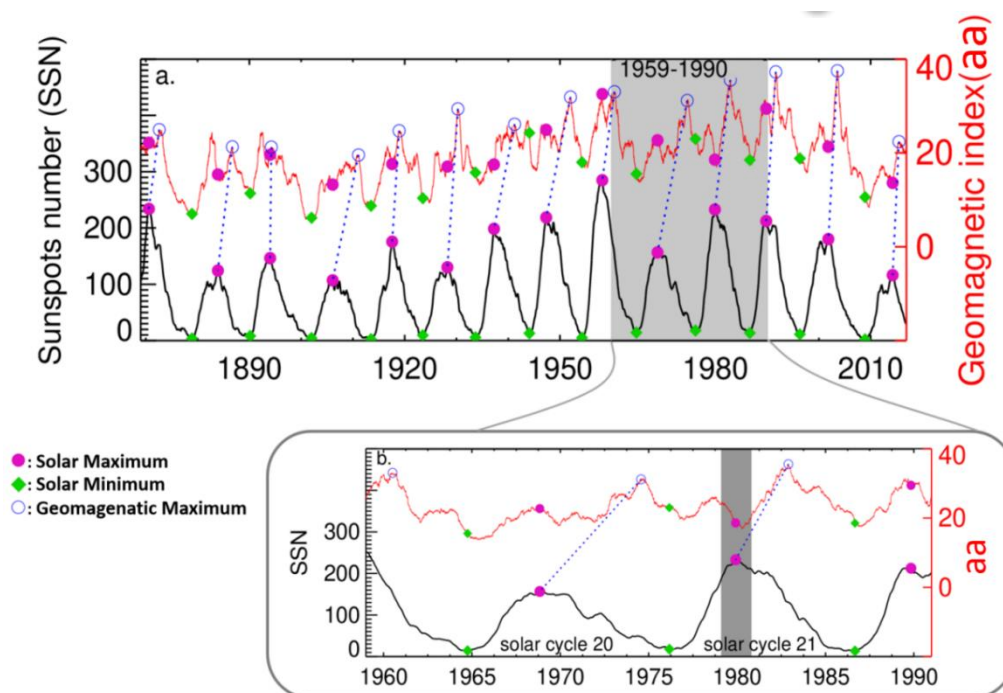 a.
1959-1990
Sunspots number (SSN)
300
200
100
0
40
20
0
Geomagnetic index(aa)
1890
1920
1950
1980
2010
: Solar Maximum
: Solar Minimum
: Geomagenatic Maximum
b.
SSN
300
200
100
0
40
20
0
aa
solar cycle 20
solar cycle 21
1960
1965
1970
1975
1980
1985
1990